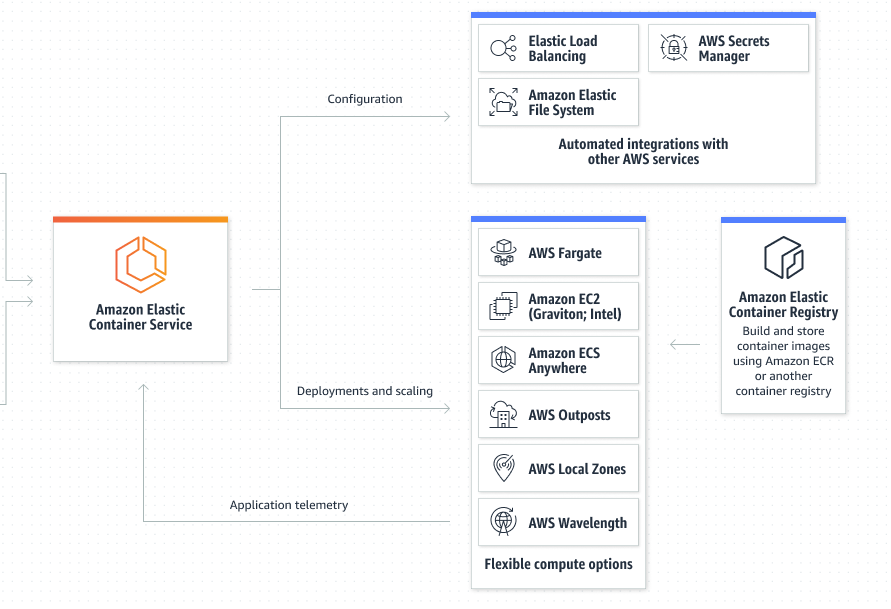 Elastic Load
Balancing
AWS Secrets
Manager
Amazon Elastic
File System
Automated integrations with
other AWS services
Configuration
Amazon Elastic
Container Service
Deployments and scaling
Application telemetry
AWS Fargate
Amazon EC2
(Graviton; Intel)
Amazon ECS
Anywhere
AWS Outposts
AWS Local Zones
AWS Wavelength
Flexible compute options
Amazon Elastic
Container Registry
Build and store
container images
using Amazon ECR
or another
container registry